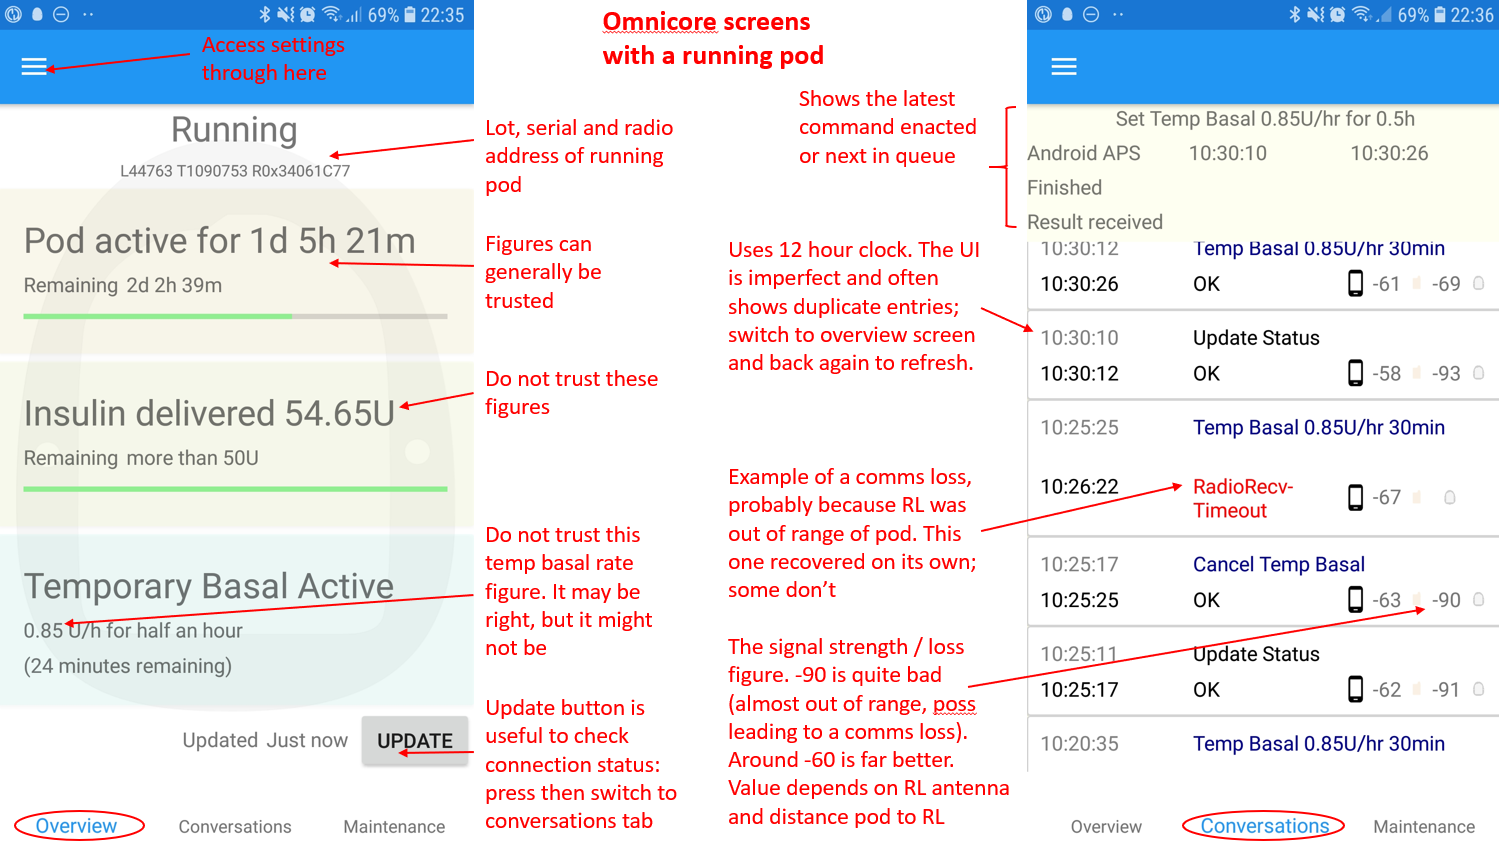 69% 22:35
Access settings
through here
Running
L44763 T1090753 R0x34061C77
Pod active for 1d 5h 21m
Remaining 2d 2h 39m
Insulin delivered 54.65U
Remaining more than 50U
Temporary Basal Active
0.85 U/h for half an hour
(24 minutes remaining)
Updated Just now UPDATE
Overview Conversations Maintenance
Omnicore screens
with a running pod
Lot, serial and radio
address of running
pod
Figures can
generally be
trusted
Do not trust these
figures
Do not trust this
temp basal rate
figure. It may be
right, but it might
not be
Update button is
useful to check
connection status:
press then switch to
conversations tab
Shows the latest
command enacted
or next in queue
Uses 12 hour clock. The UI
is imperfect and often
shows duplicate entries;
switch to overview screen
and back again to refresh.
Example of a comms loss,
probably because RL was
out of range of pod. This
one recovered on its own;
some don’t
The signal strength / loss
figure. -90 is quite bad
(almost out of range, poss
leading to a comms loss).
Around -60 is far better.
Value depends on RL antenna
and distance pod to RL
69% 22:36
Set Temp Basal 0.85U/hr for 0.5h
Android APS 10:30:10 10:30:26
Finished
Result received
10:30:12 Temp Basal 0.85U/hr 30min
10:30:26 OK -61 -69
10:30:10 Update Status
10:30:12 OK -58 -93
10:25:25 Temp Basal 0.85U/hr 30min
10:26:22 RadioRecv-
Timeout -67
10:25:17 Cancel Temp Basal
10:25:25 OK -63 -90
10:25:11 Update Status
10:25:17 OK -62 -91
10:20:35 Temp Basal 0.85U/hr 30min
Overview Conversations Maintenance